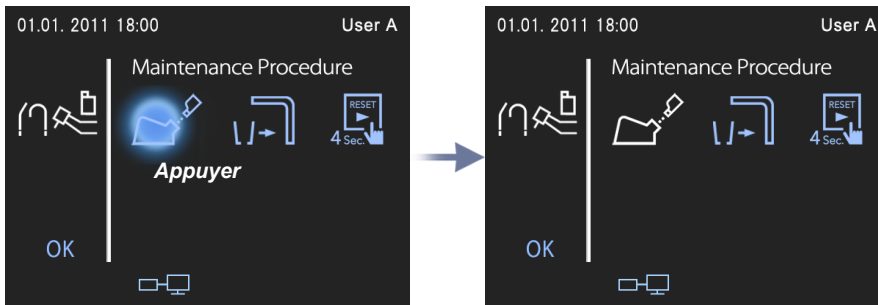 01.01. 2011 18:00 User A
Maintenance Procedure
RESET
4 Sec.
Appuyer
OK
01.01. 2011 18:00 User A
Maintenance Procedure
RESET
4 Sec.
OK